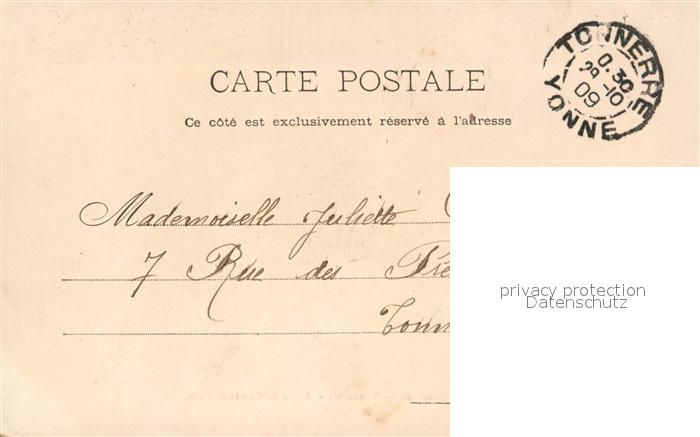 TONNERRE
0.30
29-10
09
YONNE
CARTE POSTALE
Ce côté est exclusivement réservé à l'adresse
Mademoiselle Juliette
7 Rue des
privacy protection
Datenschutz